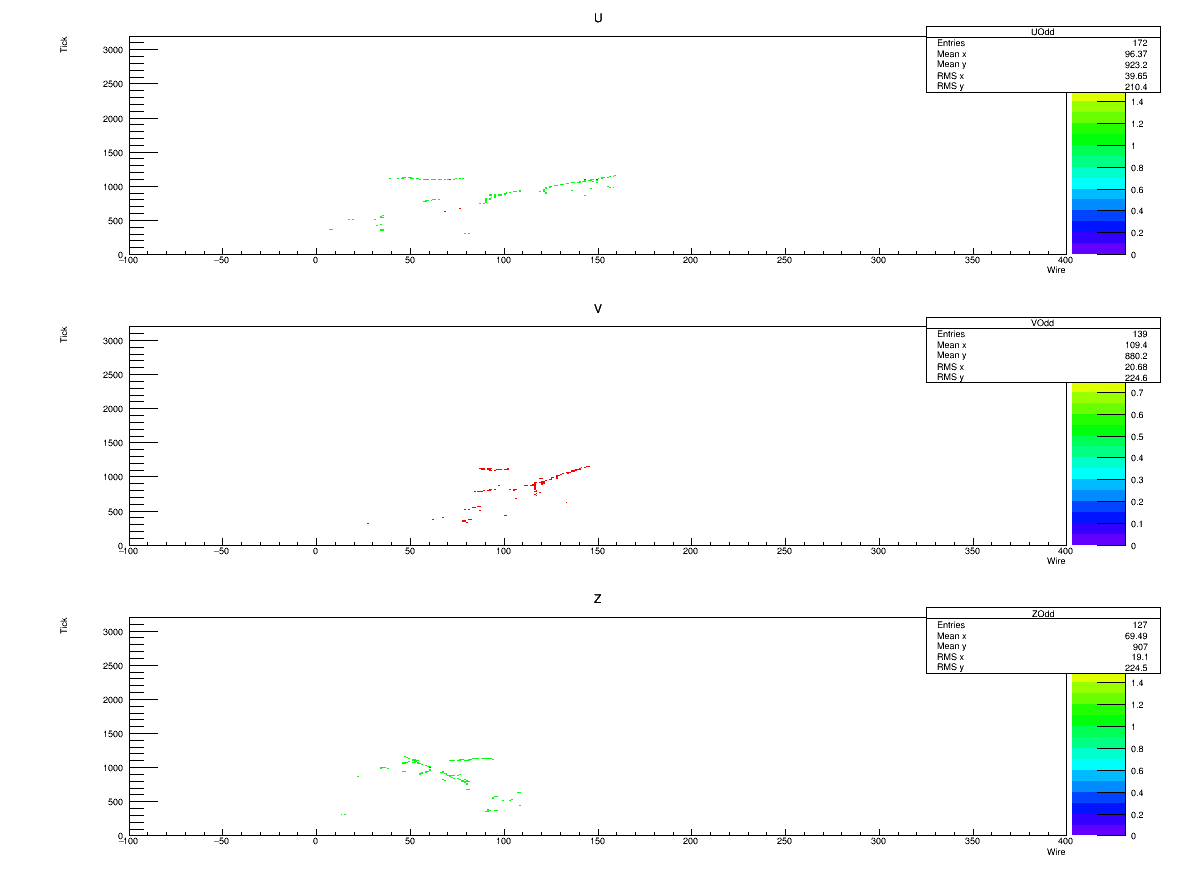 U
Tick
3000
2500
2000
1500
1000
500
0
−100 −50 0 50 100 150 200 250 300 350 400
Wire
UOdd
Entries 172
Mean x 96.37
Mean y 923.2
RMS x 39.65
RMS y 210.4
1.4
1.2
1
0.8
0.6
0.4
0.2
0
V
Tick
3000
2500
2000
1500
1000
500
0
−100 −50 0 50 100 150 200 250 300 350 400
Wire
VOdd
Entries 139
Mean x 109.4
Mean y 880.2
RMS x 20.68
RMS y 224.6
0.7
0.6
0.5
0.4
0.3
0.2
0.1
0
Z
Tick
3000
2500
2000
1500
1000
500
0
−100 −50 0 50 100 150 200 250 300 350 400
Wire
ZOdd
Entries 127
Mean x 69.49
Mean y 907
RMS x 19.1
RMS y 224.5
1.4
1.2
1
0.8
0.6
0.4
0.2
0